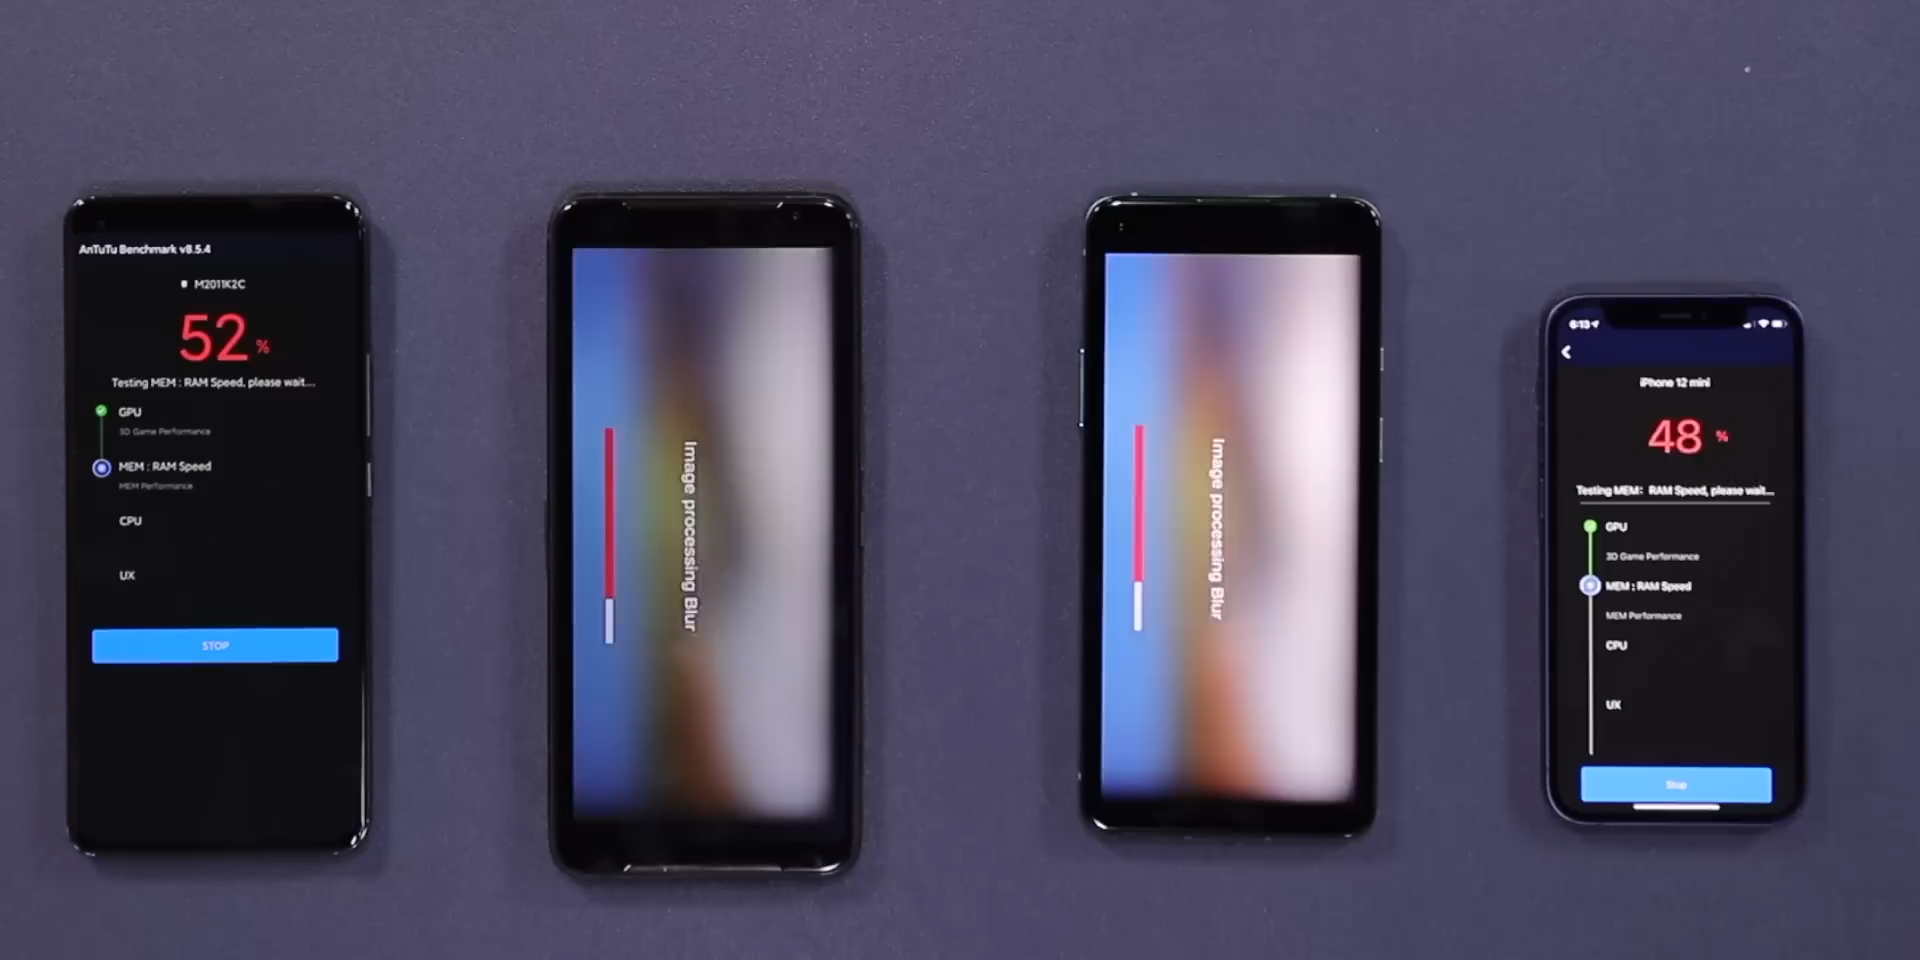 AnTuTu Benchmark v8.5.4
M2011K2C
52 %
Testing MEM : RAM Speed, please wait...
GPU
3D Game Performance
MEM : RAM Speed
MEM Performance
CPU
UX
STOP
Image processing Blur
Image processing Blur
6:13
iPhone 12 mini
48 %
Testing MEM: RAM Speed, please wait...
GPU
3D Game Performance
MEM : RAM Speed
MEM Performance
CPU
UX
Stop